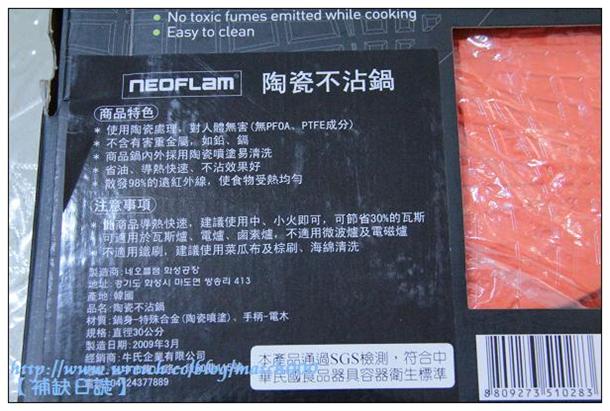 No toxic fumes emitted while cooking
Easy to clean
NEOFLAM 陶瓷不沾鍋
商品特色
* 使用陶瓷處理，對人體無害(無PFOA、PTFE成分)
* 不含有害重金屬，如鉛、鎘
* 商品鍋內外採用陶瓷噴塗易清洗
* 省油、導熱快速、不沾效果好
* 散發98%的遠紅外線，使食物受熱均勻
注意事項
* 此商品導熱快速，建議使用中、小火即可，可節省30%的瓦斯
* 可適用於瓦斯爐、電爐、鹵素爐，不適用微波爐及電磁爐
* 不適用鐵刷，建議使用菜瓜布及棕刷、海綿清洗
製造商:네오플램 화성공장
地址:경기도 화성시 마도면 쌍송리 413
產地:韓國
品名:陶瓷不沾鍋
材質:鍋身-特殊合金(陶瓷噴塗)、手柄-電木
規格:直徑30公分
製造日期:2009年3月
經銷商:牛氏企業有限公司
04-24377889
本產品通過SGS檢測，符合中
華民國食品器具容器衛生標準
8809273510283
【補缺日誌】